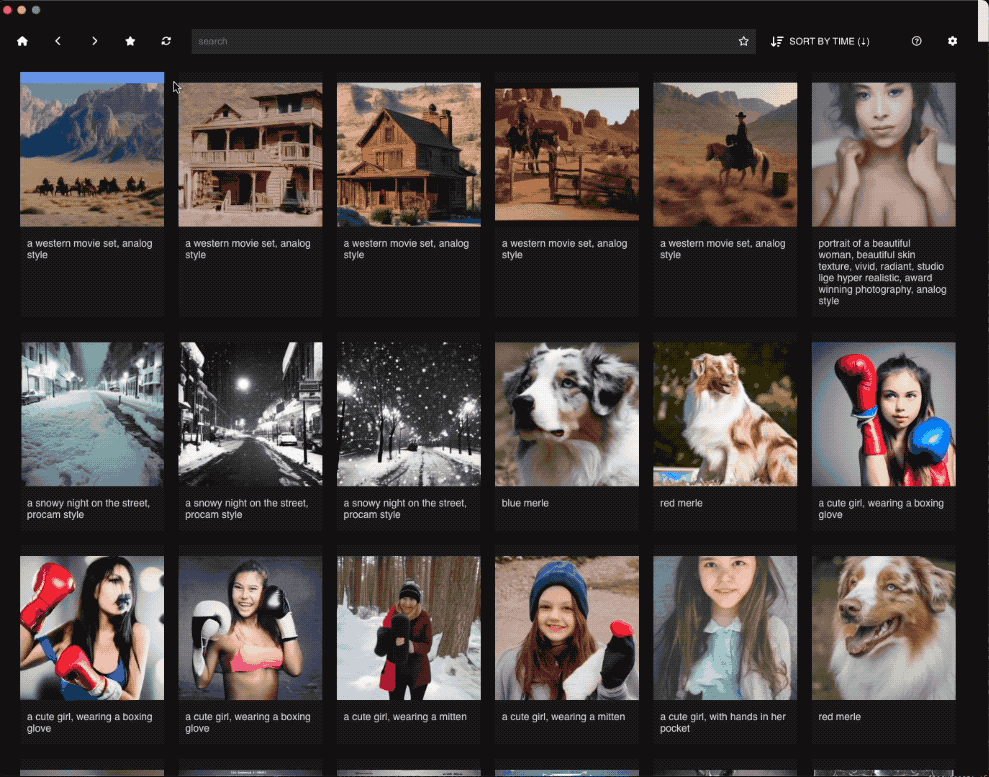 search
SORT BY TIME (↓)
a western movie set, analog
style
a western movie set, analog
style
a western movie set, analog
style
a western movie set, analog
style
a western movie set, analog
style
portrait of a beautiful
woman, beautiful skin
texture, vivid, radiant, studio
lige hyper realistic, award
winning photography, analog
style
a snowy night on the street,
procam style
a snowy night on the street,
procam style
a snowy night on the street,
procam style
blue merle
red merle
a cute girl, wearing a boxing
glove
a cute girl, wearing a boxing
glove
a cute girl, wearing a boxing
glove
a cute girl, wearing a mitten
a cute girl, wearing a mitten
a cute girl, with hands in her
pocket
red merle